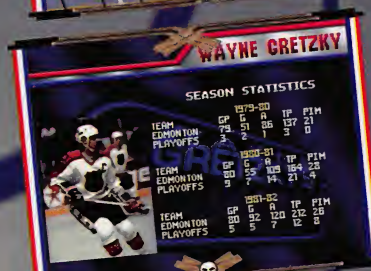 WAYNE GRETZKY
SEASON STATISTICS
1979-80
TEAM GP G A TP PIM
EDMONTON 79 51 86 137 21
PLAYOFFS 3 2 1 3 0
1980-81
TEAM GP G A TP PIM
EDMONTON 80 55 109 164 28
PLAYOFFS 9 7 14 21 4
1981-82
TEAM GP G A TP PIM
EDMONTON 80 92 120 212 26
PLAYOFFS 5 5 7 12 8